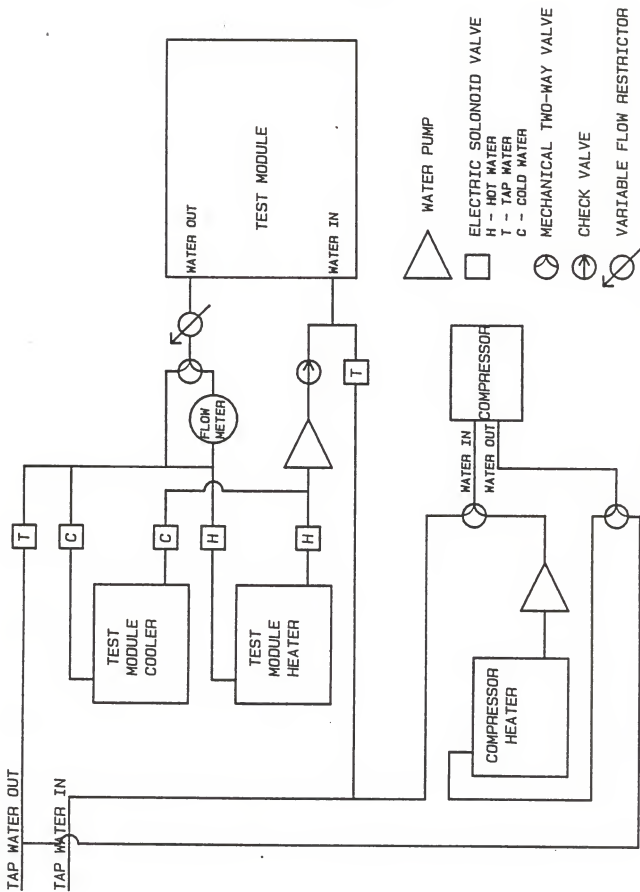 TAP WATER OUT
TAP WATER IN
T
C
C
H
H
TEST
MODULE
COOLER
TEST
MODULE
HEATER
FLOW
METER
T
WATER OUT
WATER IN
TEST MODULE
COMPRESSOR
HEATER
WATER IN
WATER OUT
COMPRESSOR
WATER PUMP
ELECTRIC SOLONOID VALVE
H - HOT WATER
T - TAP WATER
C - COLD WATER
MECHANICAL TWO-WAY VALVE
CHECK VALVE
VARIABLE FLOW RESTRICTOR